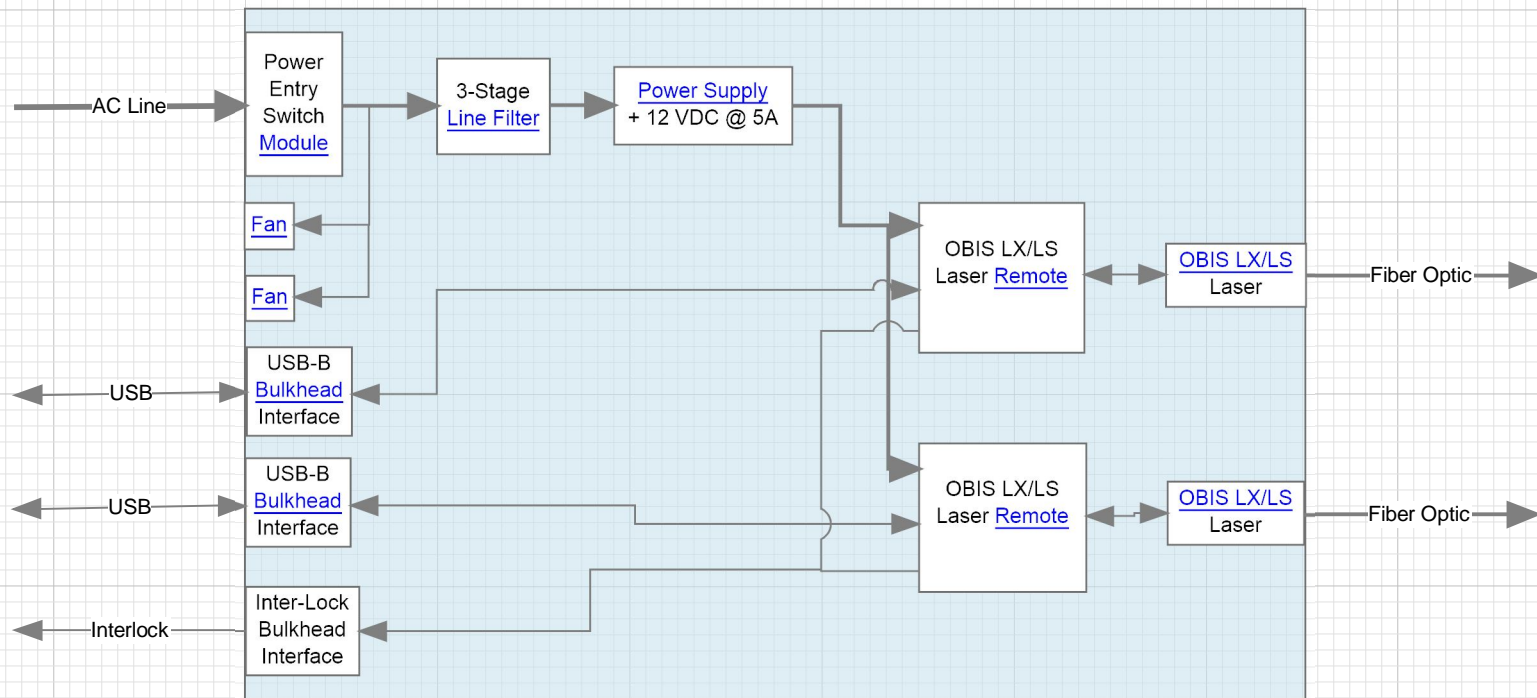 Power
Entry
Switch
Module
AC Line
3-Stage
Line Filter
Power Supply
+ 12 VDC @ 5A
Fan
Fan
OBIS LX/LS
Laser Remote
OBIS LX/LS
Laser
Fiber Optic
USB
USB-B
Bulkhead
Interface
USB
USB-B
Bulkhead
Interface
OBIS LX/LS
Laser Remote
OBIS LX/LS
Laser
Fiber Optic
Interlock
Inter-Lock
Bulkhead
Interface